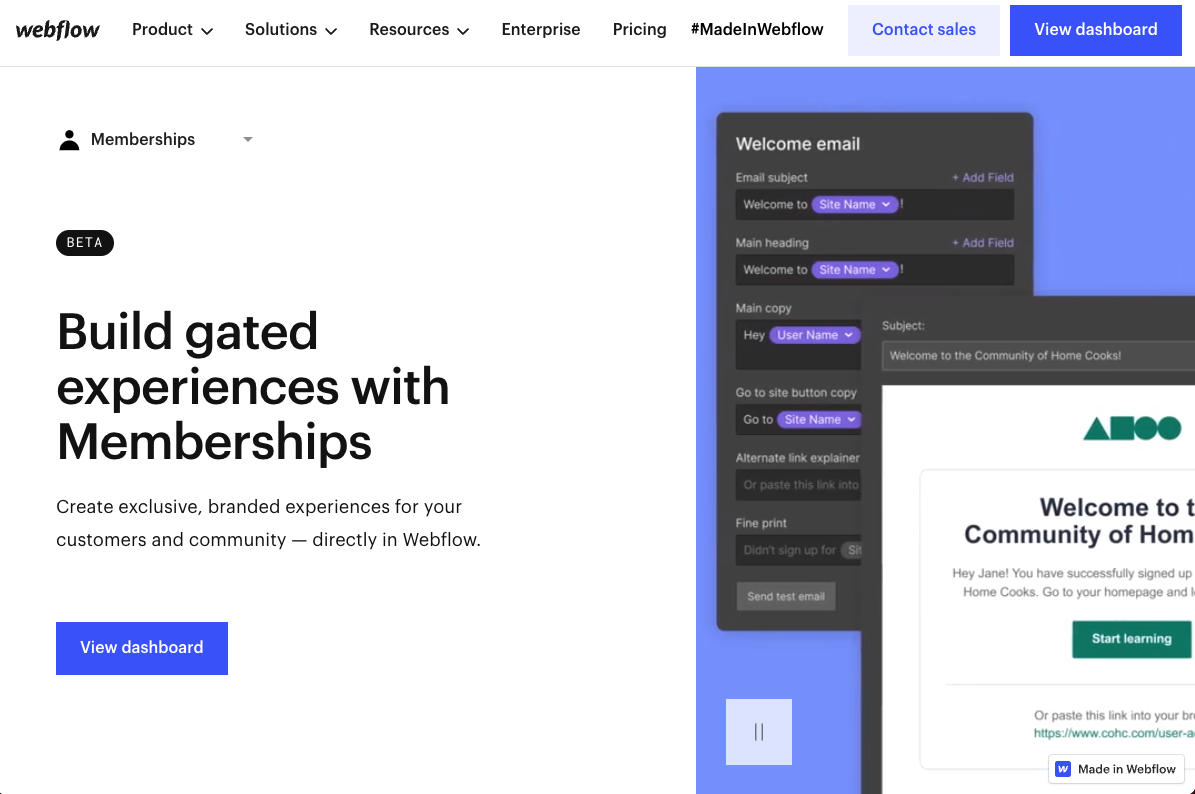 webflow
Product
Solutions
Resources
Enterprise
Pricing
#MadeInWebflow
Contact sales
View dashboard
Memberships
BETA
Build gated
experiences with
Memberships
Create exclusive, branded experiences for your
customers and community — directly in Webflow.
View dashboard
Welcome email
Email subject
+ Add Field
Welcome to Site Name !
Main heading
+ Add Field
Welcome to Site Name !
Main copy
Hey User Name
Go to site button copy
Go to Site Name
Alternate link explainer
Or paste this link into
Fine print
Didn't sign up for Sit
Send test email
Subject:
Welcome to the Community of Home Cooks!
Welcome to t
Community of Hom
Hey Jane! You have successfully signed up
Home Cooks. Go to your homepage and l
Start learning
Or paste this link into your bro
https://www.cohc.com/user-a
Made in Webflow